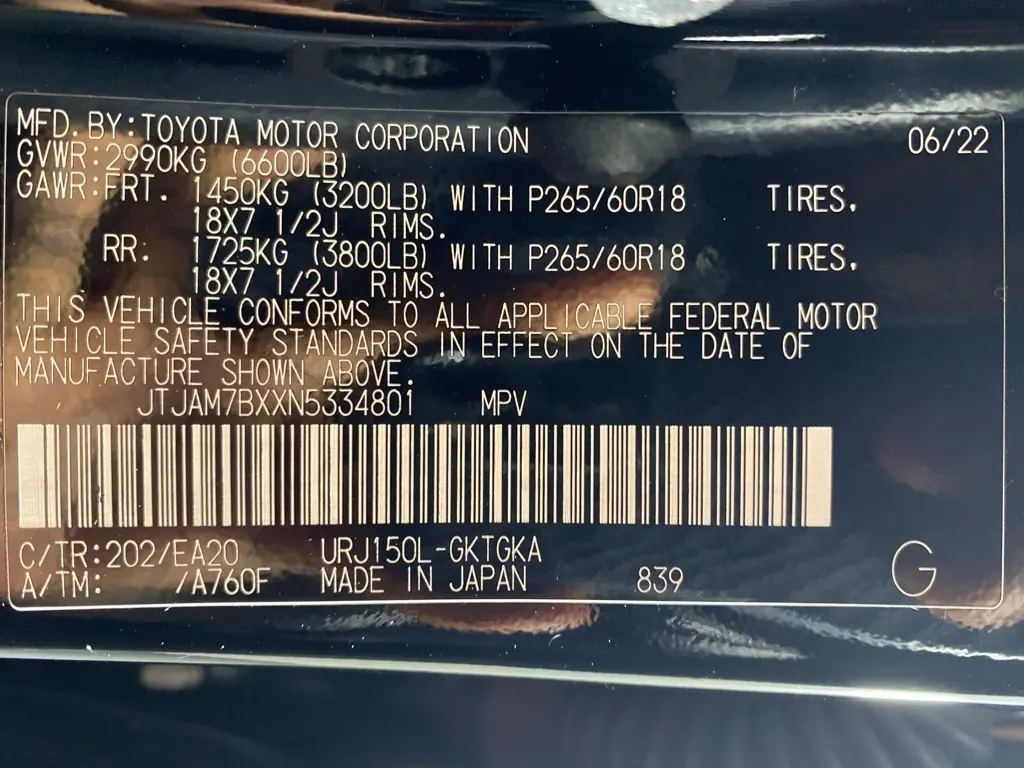 MFD.BY:TOYOTA MOTOR CORPORATION 06/22
GVWR:2990KG (6600LB)
GAWR:FRT. 1450KG (3200LB) WITH P265/60R18 TIRES.
18X7 1/2J RIMS.
RR: 1725KG (3800LB) WITH P265/60R18 TIRES.
18X7 1/2J RIMS.
THIS VEHICLE CONFORMS TO ALL APPLICABLE FEDERAL MOTOR
VEHICLE SAFETY STANDARDS IN EFFECT ON THE DATE OF
MANUFACTURE SHOWN ABOVE.
JTJAM7BXXN5334801 MPV
C/TR:202/EA20 URJ150L-GKTGKA
A/TM: /A760F MADE IN JAPAN 839 G